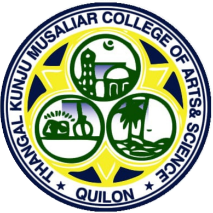 THANGAL KUNJU MUSALIAR COLLEGE OF ARTS & SCIENCE
QUILON